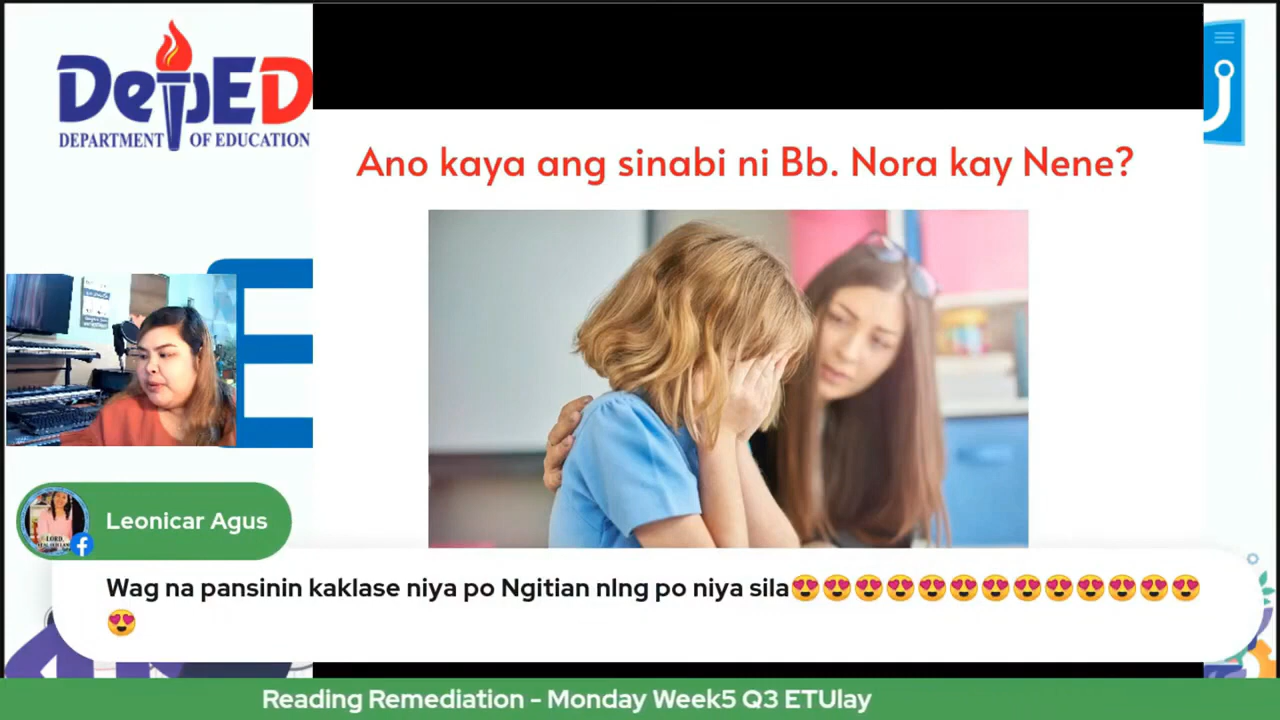 DepED
DEPARTMENT OF EDUCATION
Ano kaya ang sinabi ni Bb. Nora kay Nene?
Leonicar Agus
Wag na pansinin kaklase niya po Ngitian nlng po niya sila😍😍😍😍😍😍😍😍😍😍😍😍😍
😍
Reading Remediation - Monday Week5 Q3 ETUlay